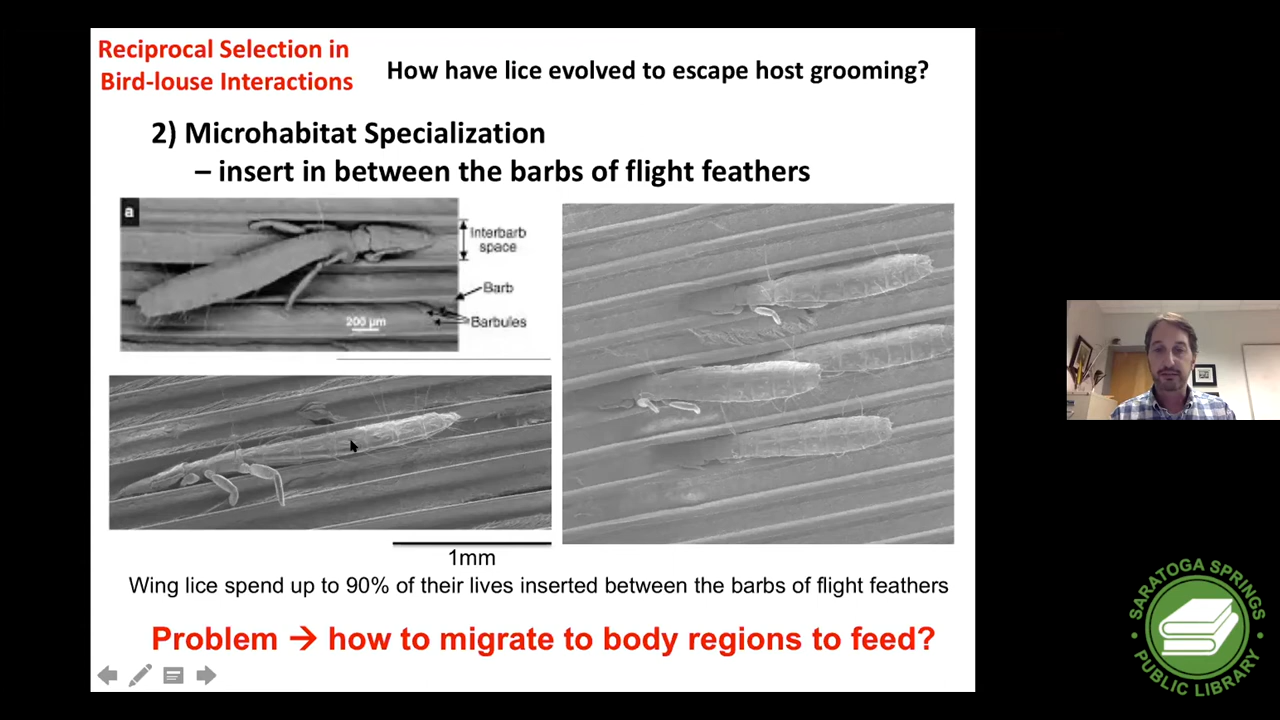 Reciprocal Selection in
Bird-louse Interactions
How have lice evolved to escape host grooming?
2) Microhabitat Specialization
– insert in between the barbs of flight feathers
a
Interbarb
space
Barb
Barbules
200 µm
1mm
Wing lice spend up to 90% of their lives inserted between the barbs of flight feathers
Problem → how to migrate to body regions to feed?
SARATOGA SPRINGS
PUBLIC LIBRARY